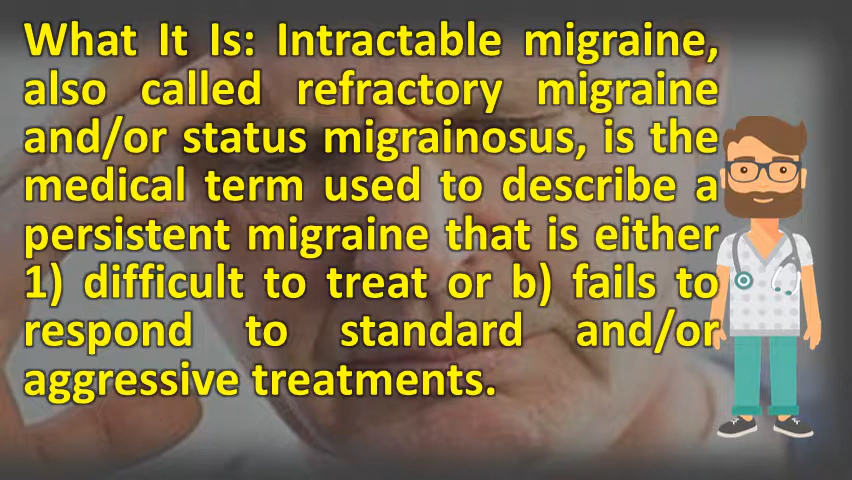 What It Is: Intractable migraine,
also called refractory migraine
and/or status migrainosus, is the
medical term used to describe a
persistent migraine that is either
1) difficult to treat or b) fails to
respond to standard and/or
aggressive treatments.